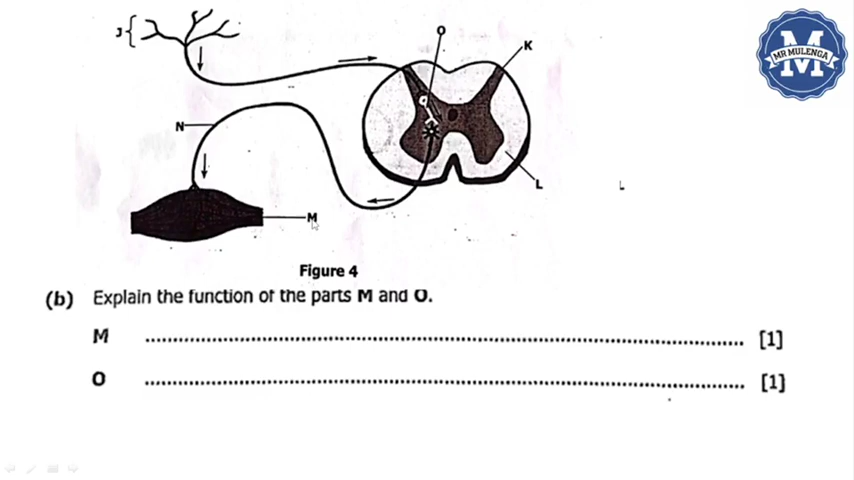 J
O
K
MR MULENGA
M
N
L
M
Figure 4
(b) Explain the function of the parts M and O.
M ........................................................................ [1]
O ........................................................................ [1]